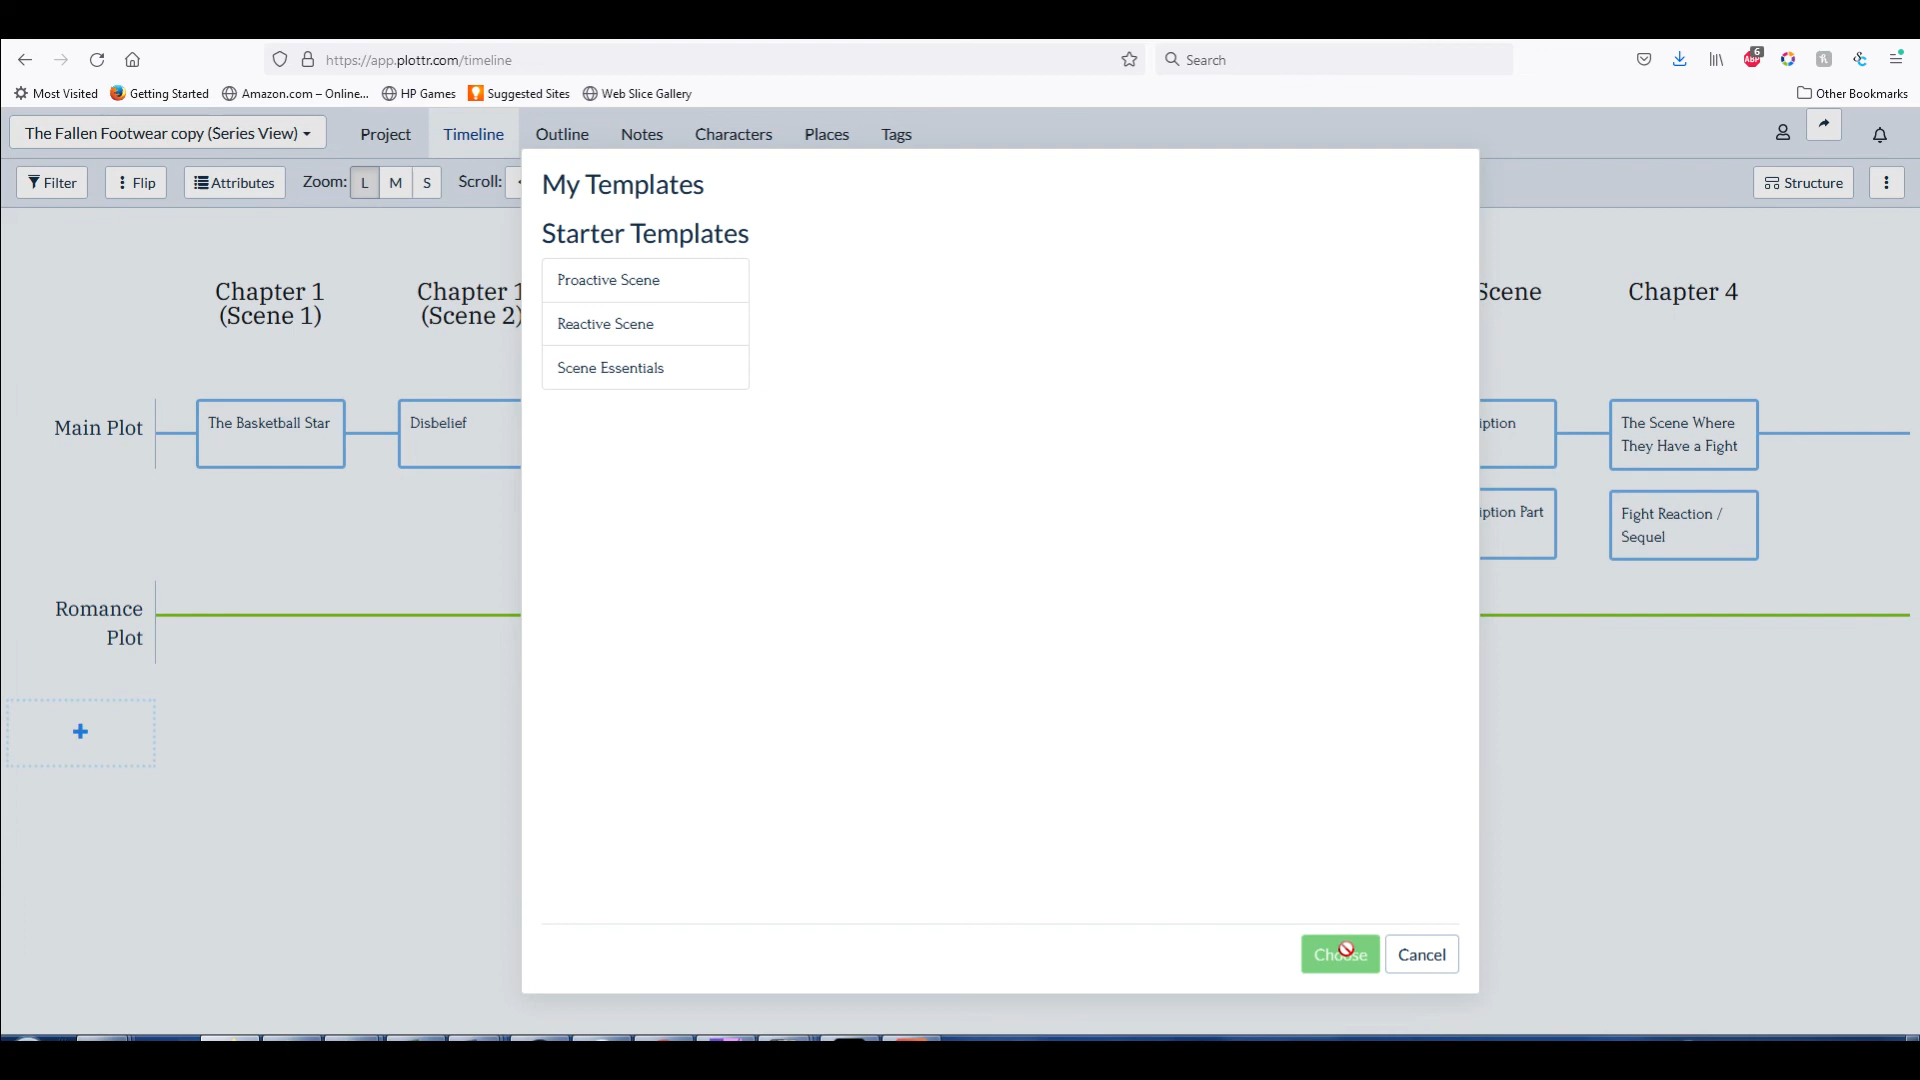 https://app.plottr.com/timeline
Search
6
Most Visited
Getting Started
Amazon.com – Online...
HP Games
Suggested Sites
Web Slice Gallery
Other Bookmarks
The Fallen Footwear copy (Series View)
Project
Timeline
Outline
Notes
Characters
Places
Tags
Filter
Flip
Attributes
Zoom:
L
M
S
Scroll:
Structure
My Templates
Starter Templates
Proactive Scene
Reactive Scene
Scene Essentials
Chapter 1
(Scene 1)
Chapter 1
(Scene 2)
Scene
Chapter 4
Main Plot
The Basketball Star
Disbelief
iption
The Scene Where
They Have a Fight
iption Part
Fight Reaction /
Sequel
Romance
Plot
Choose
Cancel